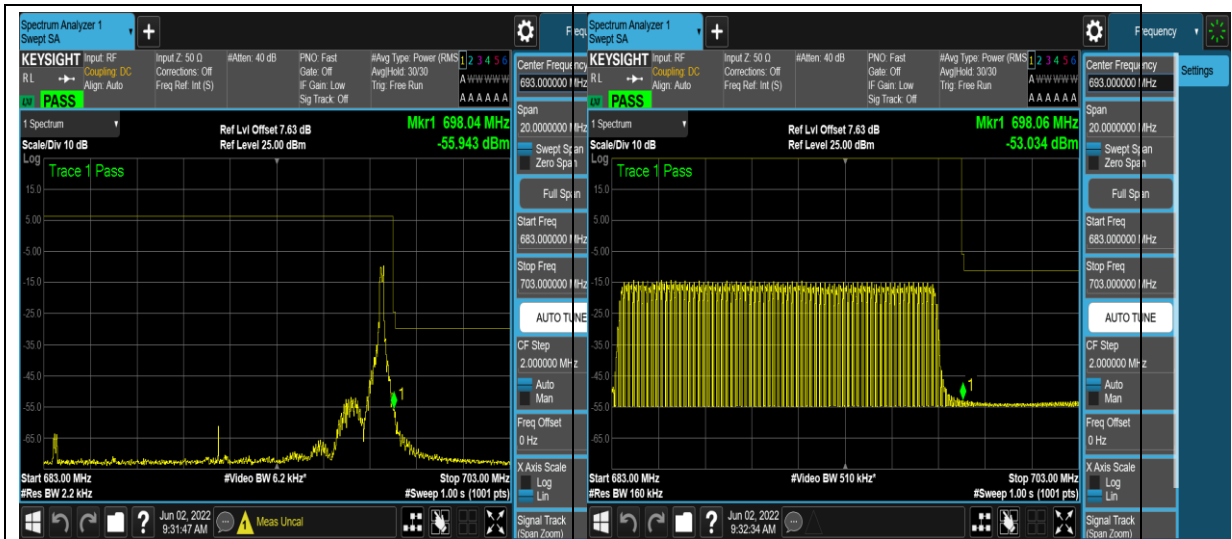 Spectrum Analyzer 1
Swept SA
+
Frequ
KEYSIGHT
RL
Input: RF
Coupling: DC
Align: Auto
Input Z: 50 Ω
Corrections: Off
Freq Ref: Int (S)
#Atten: 40 dB
PNO: Fast
Gate: Off
IF Gain: Low
Sig Track: Off
#Avg Type: Power (RMS
Avg|Hold: 30/30
Trig: Free Run
1 2 3 4 5 6
A W W W W W
A A A A A A
PASS
1 Spectrum
Scale/Div 10 dB
Log
Ref Lvl Offset 7.63 dB
Ref Level 25.00 dBm
Mkr1 698.04 MHz
-55.943 dBm
Trace 1 Pass
15.0
5.00
-5.00
-15.0
-25.0
-35.0
-45.0
-55.0
-65.0
1
Start 683.00 MHz
#Res BW 2.2 kHz
#Video BW 6.2 kHz*
Stop 703.00 MHz
#Sweep 1.00 s (1001 pts)
Jun 02, 2022
9:31:47 AM
Meas Uncal
Center Frequency
693.000000 MHz
Span
20.0000000 MHz
Swept Span
Zero Span
Full Span
Start Freq
683.000000 MHz
Stop Freq
703.000000 MHz
AUTO TUNE
CF Step
2.000000 MHz
Auto
Man
Freq Offset
0 Hz
X Axis Scale
Log
Lin
Signal Track
(Span Zoom)
Spectrum Analyzer 1
Swept SA
+
Frequency
Settings
KEYSIGHT
RL
Input: RF
Coupling: DC
Align: Auto
Input Z: 50 Ω
Corrections: Off
Freq Ref: Int (S)
#Atten: 40 dB
PNO: Fast
Gate: Off
IF Gain: Low
Sig Track: Off
#Avg Type: Power (RMS
Avg|Hold: 30/30
Trig: Free Run
1 2 3 4 5 6
A W W W W W
A A A A A A
PASS
1 Spectrum
Scale/Div 10 dB
Log
Ref Lvl Offset 7.63 dB
Ref Level 25.00 dBm
Mkr1 698.06 MHz
-53.034 dBm
Trace 1 Pass
15.0
5.00
-5.00
-15.0
-25.0
-35.0
-45.0
-55.0
-65.0
1
Start 683.00 MHz
#Res BW 160 kHz
#Video BW 510 kHz*
Stop 703.00 MHz
#Sweep 1.00 s (1001 pts)
Jun 02, 2022
9:32:34 AM
Center Frequency
693.000000 MHz
Span
20.0000000 MHz
Swept Span
Zero Span
Full Span
Start Freq
683.000000 MHz
Stop Freq
703.000000 MHz
AUTO TUNE
CF Step
2.000000 MHz
Auto
Man
Freq Offset
0 Hz
X Axis Scale
Log
Lin
Signal Track
(Span Zoom)